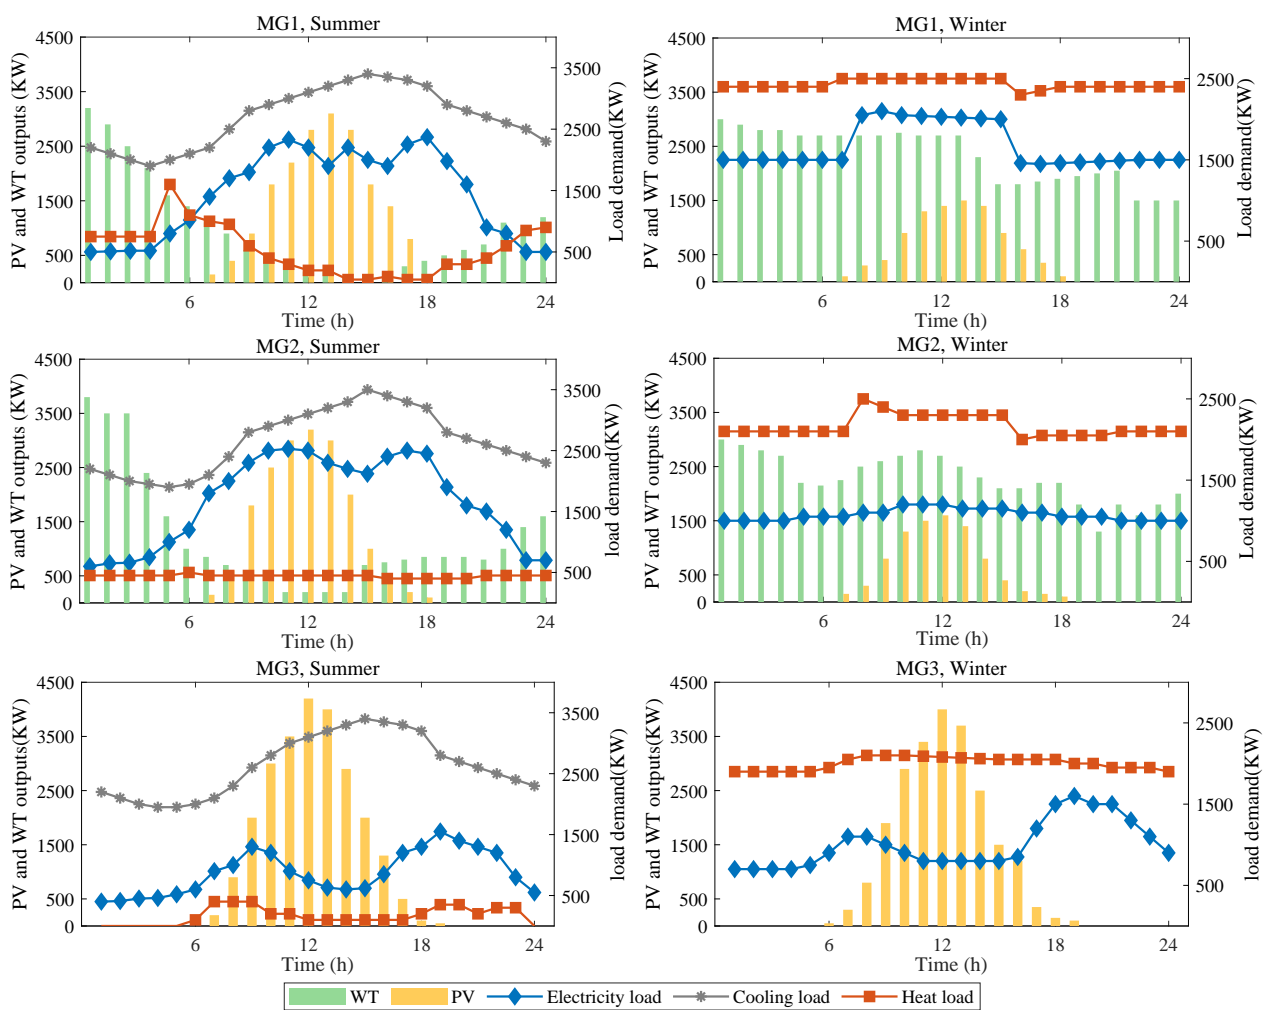 MG1, Summer
PV and WT outputs (KW)
4500
3500
2500
1500
500
0
3500
2500
1500
500
Load demand(KW)
6 12 18 24
Time (h)
MG1, Winter
PV and WT outputs (KW)
4500
3500
2500
1500
500
0
2500
1500
500
Load demand(KW)
6 12 18 24
Time (h)
MG2, Summer
PV and WT outputs (KW)
4500
3500
2500
1500
500
0
3500
2500
1500
500
load demand(KW)
6 12 18 24
Time (h)
MG2, Winter
PV and WT outputs (KW)
4500
3500
2500
1500
500
0
2500
1500
500
Load demand(KW)
6 12 18 24
Time (h)
MG3, Summer
PV and WT outputs(KW)
4500
3500
2500
1500
500
0
3500
2500
1500
500
load demand(KW)
6 12 18 24
Time (h)
MG3, Winter
PV and WT outputs(KW)
4500
3500
2500
1500
500
0
2500
1500
500
load demand(KW)
6 12 18 24
Time (h)
WT PV Electricity load Cooling load Heat load